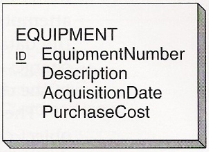 EQUIPMENT
ID EquipmentNumber
Description
AcquisitionDate
PurchaseCost